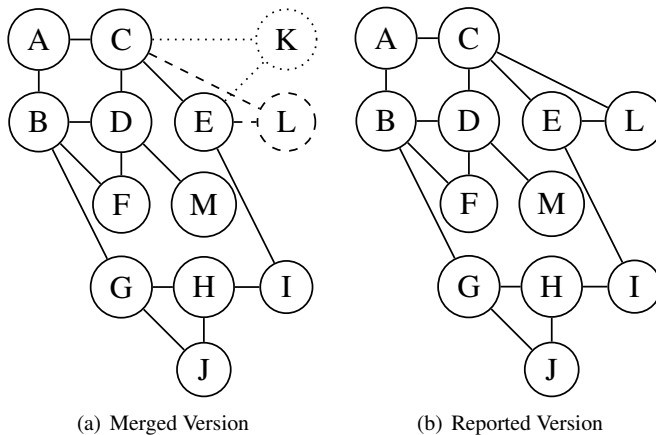 A C K A C
B D E L B D E L
F M F M
G H I G H I
J J
(a) Merged Version (b) Reported Version